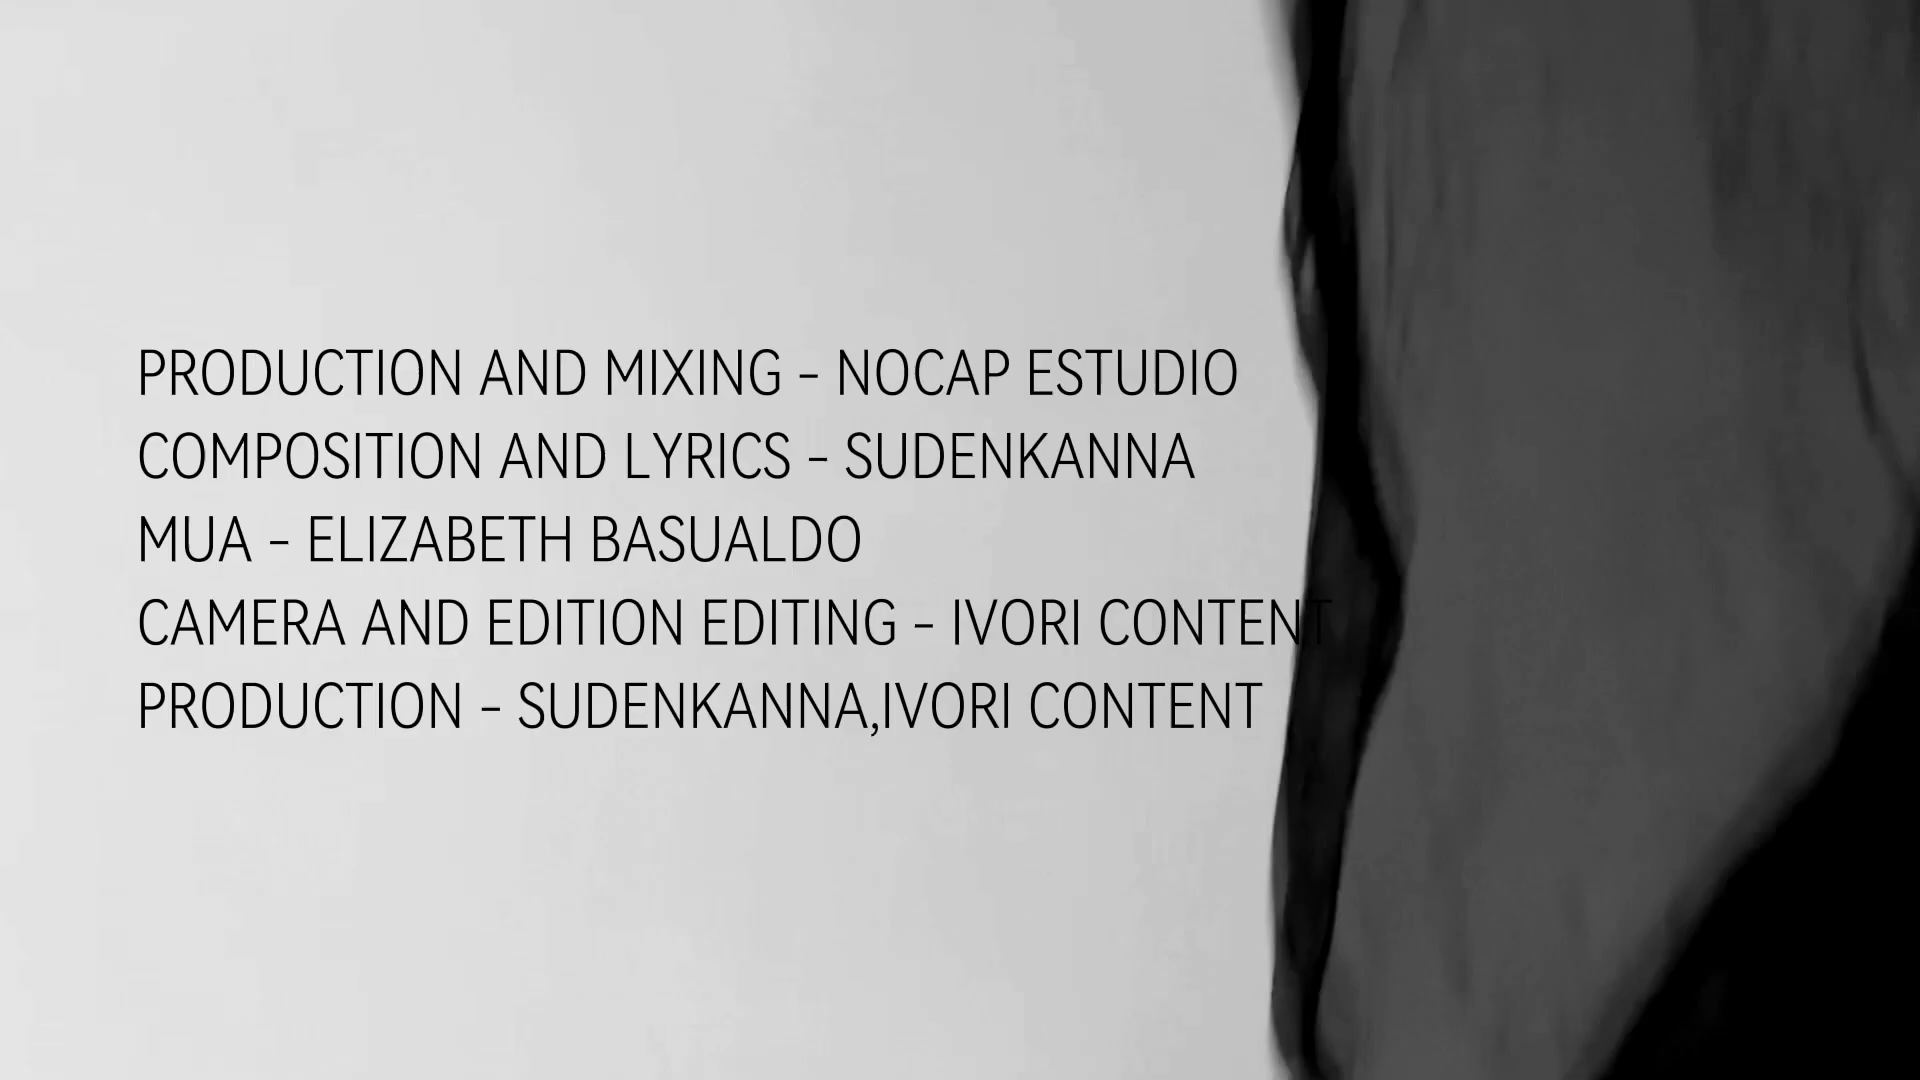 PRODUCTION AND MIXING - NOCAP ESTUDIO
COMPOSITION AND LYRICS - SUDENKANNA
MUA - ELIZABETH BASUALDO
CAMERA AND EDITION EDITING - IVORI CONTENT
PRODUCTION - SUDENKANNA,IVORI CONTENT